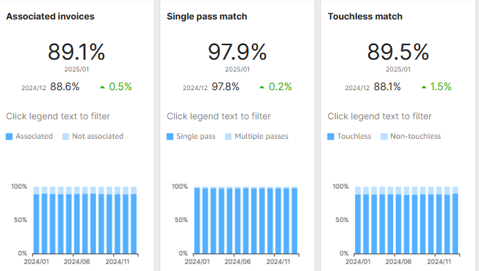 Associated invoices
89.1%
2025/01
2024/12 88.6% 0.5%
Click legend text to filter
Associated Not associated
100%
50%
0%
2024/01 2024/06 2024/11
Single pass match
97.9%
2025/01
2024/12 97.8% 0.2%
Click legend text to filter
Single pass Multiple passes
100%
50%
0%
2024/01 2024/06 2024/11
Touchless match
89.5%
2025/01
2024/12 88.1% 1.5%
Click legend text to filter
Touchless Non-touchless
100%
50%
0%
2024/01 2024/06 2024/11